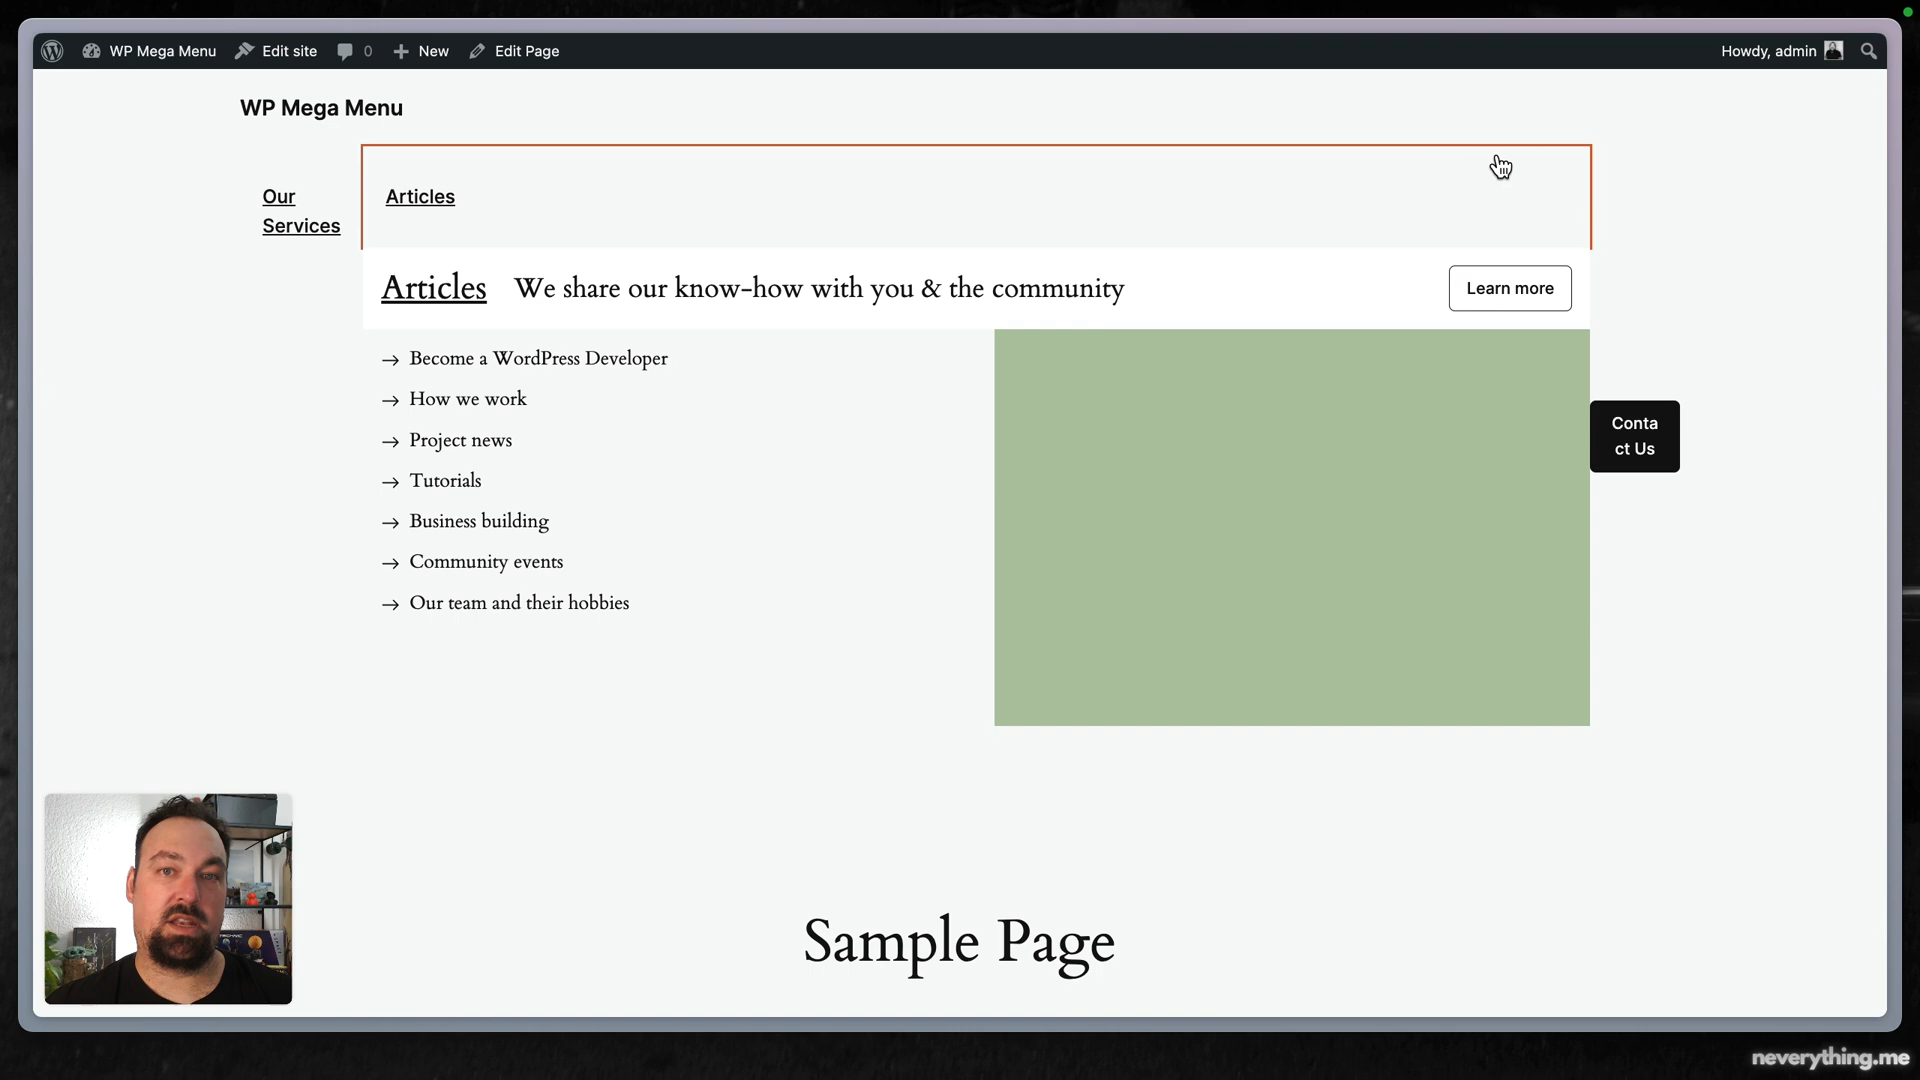 WP Mega Menu
Edit site
0
New
Edit Page
Howdy, admin
WP Mega Menu
Our
Services
Articles
Articles
We share our know-how with you & the community
Learn more
→ Become a WordPress Developer
→ How we work
→ Project news
→ Tutorials
→ Business building
→ Community events
→ Our team and their hobbies
Conta
ct Us
Sample Page
neverything.me